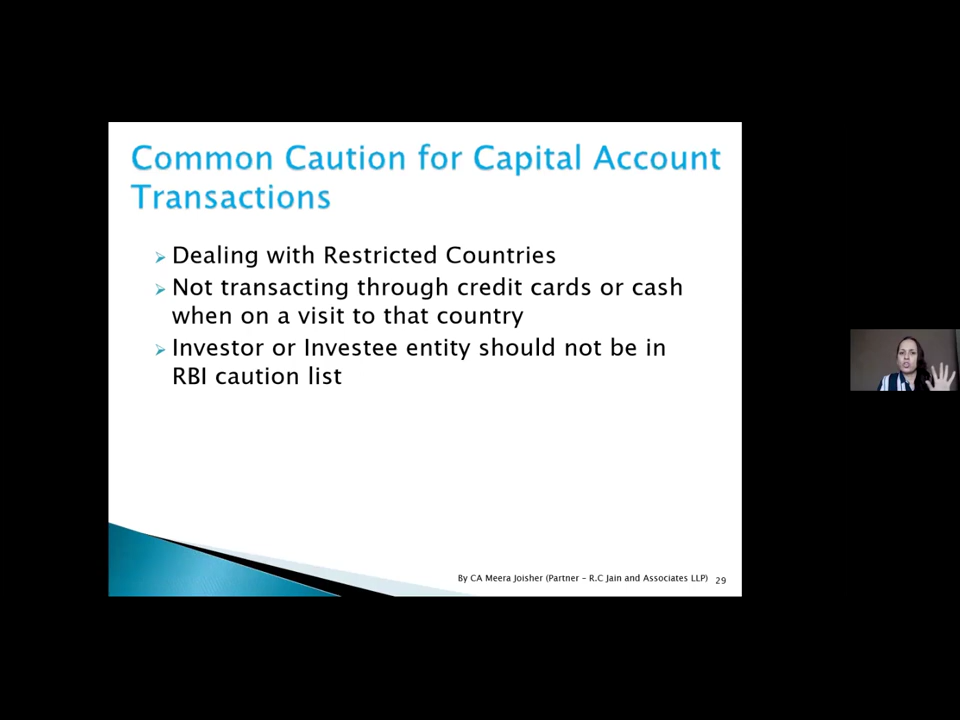 Common Caution for Capital Account
Transactions
Dealing with Restricted Countries
Not transacting through credit cards or cash
when on a visit to that country
Investor or Investee entity should not be in
RBI caution list
By CA Meera Joisher (Partner – R.C Jain and Associates LLP) 29